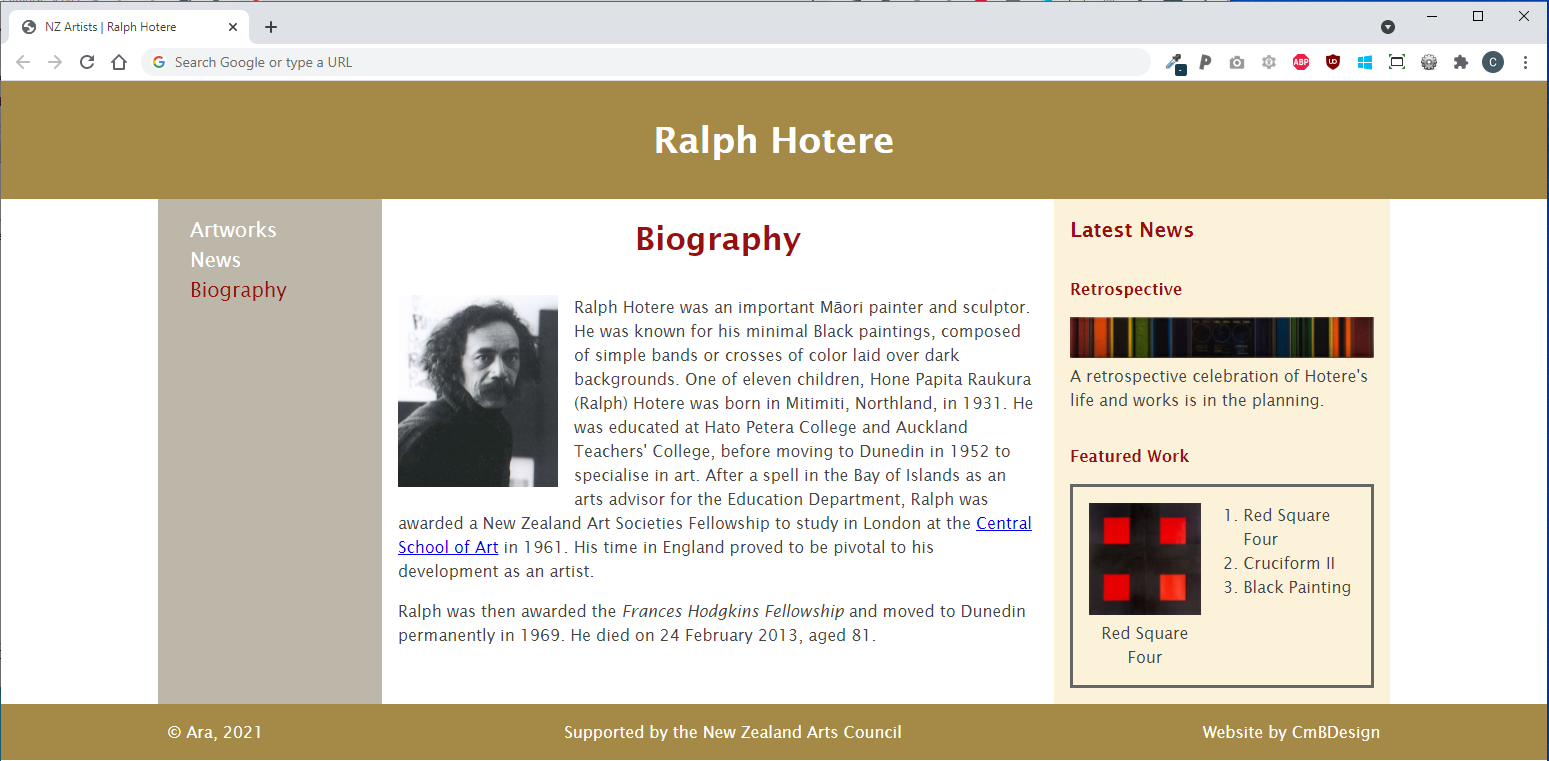 NZ Artists | Ralph Hotere
Search Google or type a URL
ABP
C
Ralph Hotere
Artworks
News
Biography
Biography
Ralph Hotere was an important Māori painter and sculptor.
He was known for his minimal Black paintings, composed
of simple bands or crosses of color laid over dark
backgrounds. One of eleven children, Hone Papita Raukura
(Ralph) Hotere was born in Mitimiti, Northland, in 1931. He
was educated at Hato Petera College and Auckland
Teachers' College, before moving to Dunedin in 1952 to
specialise in art. After a spell in the Bay of Islands as an
arts advisor for the Education Department, Ralph was
awarded a New Zealand Art Societies Fellowship to study in London at the Central
School of Art in 1961. His time in England proved to be pivotal to his
development as an artist.
Ralph was then awarded the Frances Hodgkins Fellowship and moved to Dunedin
permanently in 1969. He died on 24 February 2013, aged 81.
Latest News
Retrospective
A retrospective celebration of Hotere's
life and works is in the planning.
Featured Work
Red Square
Four
1. Red Square
Four
2. Cruciform II
3. Black Painting
© Ara, 2021
Supported by the New Zealand Arts Council
Website by CmBDesign